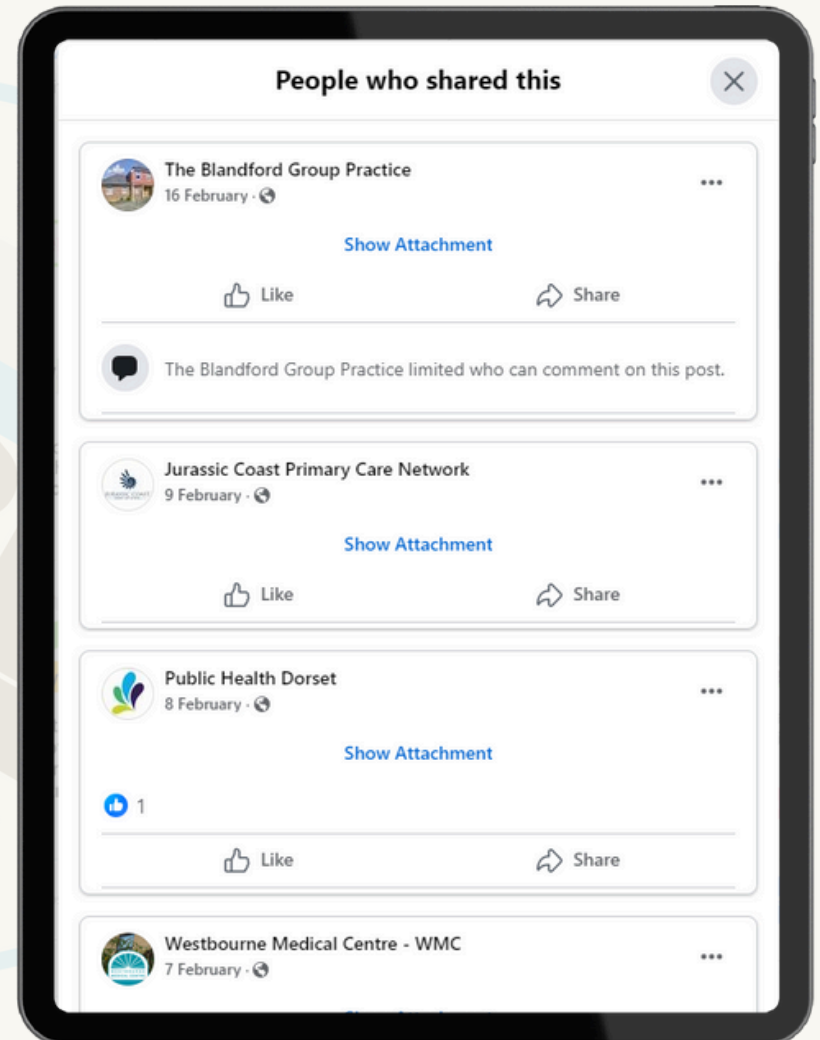 People who shared this
The Blandford Group Practice
16 February ·
Show Attachment
Like
Share
The Blandford Group Practice limited who can comment on this post.
Jurassic Coast Primary Care Network
9 February ·
Show Attachment
Like
Share
Public Health Dorset
8 February ·
Show Attachment
1
Like
Share
Westbourne Medical Centre - WMC
7 February ·